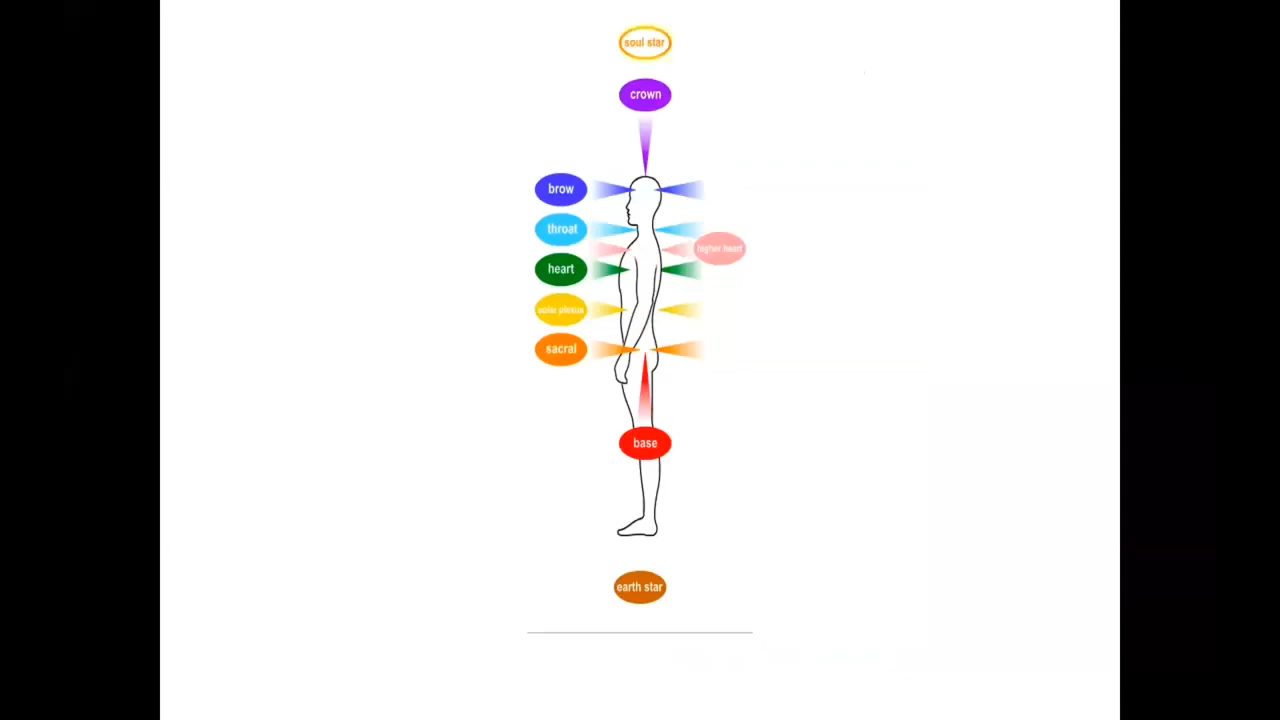 soul star
crown
brow
throat
higher heart
heart
solar plexus
sacral
base
earth star